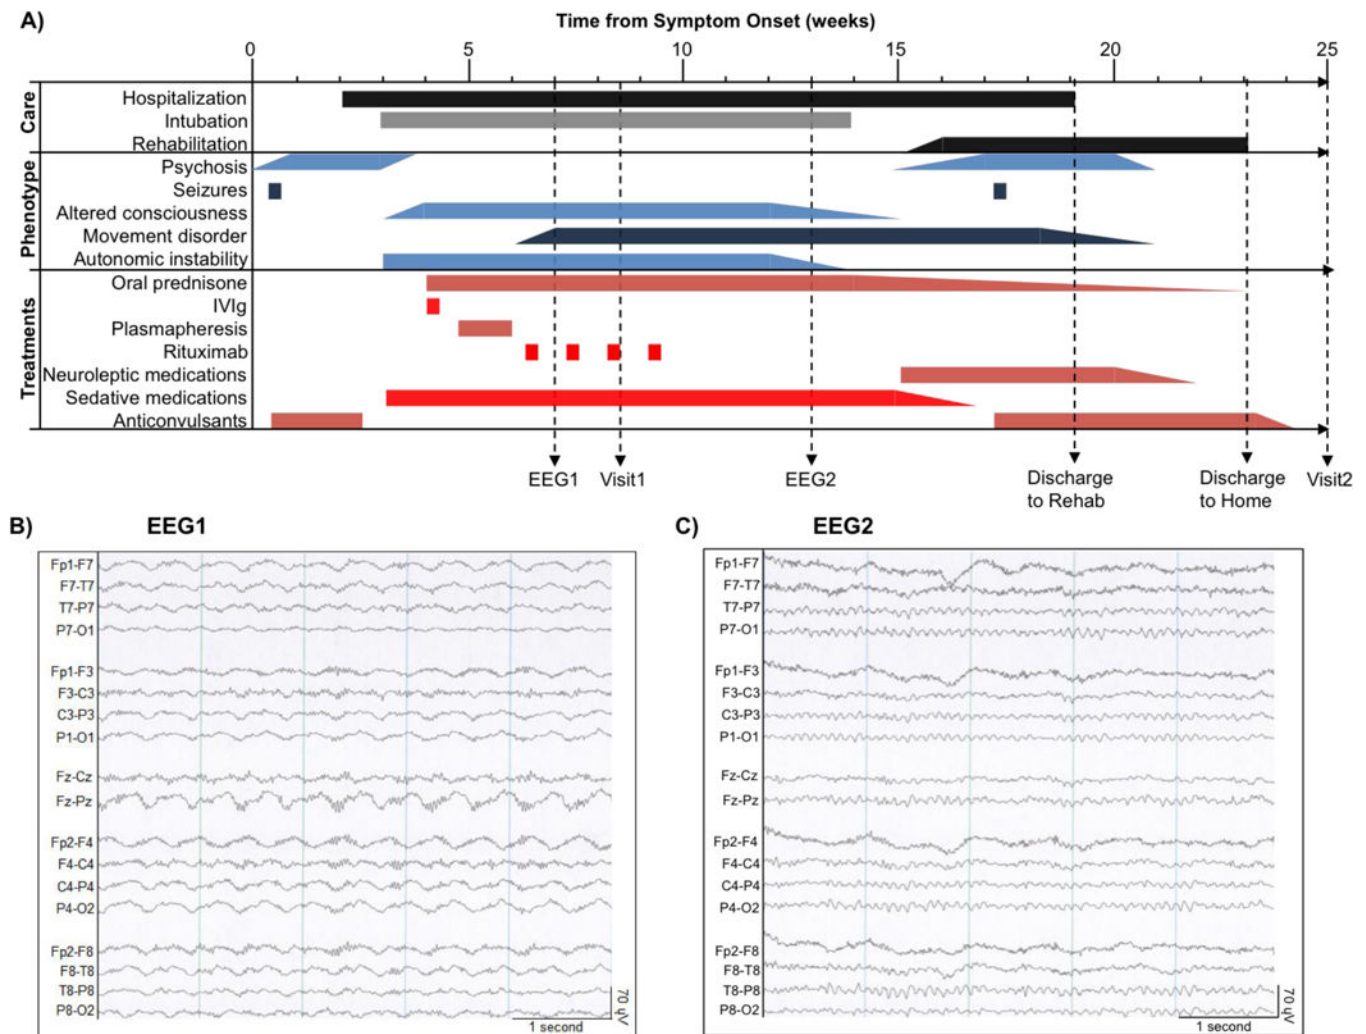 A)
Time from Symptom Onset (weeks)
0 5 10 15 20 25
Care
Hospitalization
Intubation
Rehabilitation
Phenotype
Psychosis
Seizures
Altered consciousness
Movement disorder
Autonomic instability
Treatments
Oral prednisone
IVIg
Plasmapheresis
Rituximab
Neuroleptic medications
Sedative medications
Anticonvulsants
EEG1 Visit1 EEG2 Discharge Discharge Visit2
to Rehab to Home
B) EEG1
Fp1-F7
F7-T7
T7-P7
P7-O1
Fp1-F3
F3-C3
C3-P3
P1-O1
Fz-Cz
Fz-Pz
Fp2-F4
F4-C4
C4-P4
P4-O2
Fp2-F8
F8-T8
T8-P8
P8-O2
70 uV
1 second
C) EEG2
Fp1-F7
F7-T7
T7-P7
P7-O1
Fp1-F3
F3-C3
C3-P3
P1-O1
Fz-Cz
Fz-Pz
Fp2-F4
F4-C4
C4-P4
P4-O2
Fp2-F8
F8-T8
T8-P8
P8-O2
70 uV
1 second